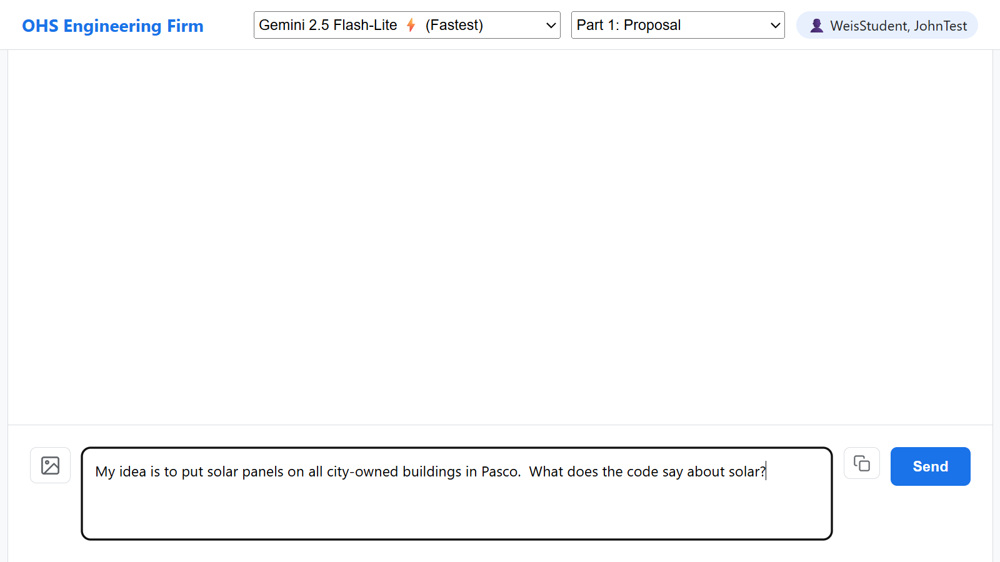 OHS Engineering Firm
Gemini 2.5 Flash-Lite ⚡ (Fastest)
Part 1: Proposal
👤 WeisStudent, JohnTest
My idea is to put solar panels on all city-owned buildings in Pasco.  What does the code say about solar?
Send